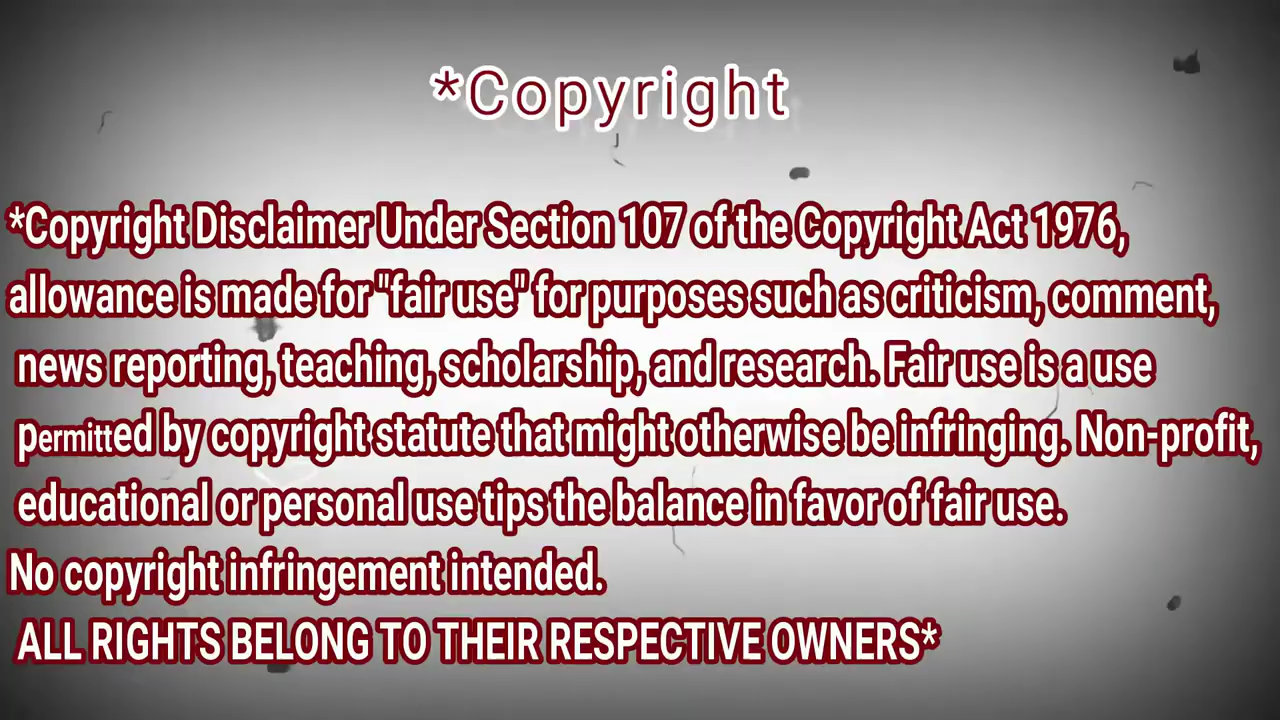 *Copyright
*Copyright Disclaimer Under Section 107 of the Copyright Act 1976,
allowance is made for "fair use" for purposes such as criticism, comment,
news reporting, teaching, scholarship, and research. Fair use is a use
permitted by copyright statute that might otherwise be infringing. Non-profit,
educational or personal use tips the balance in favor of fair use.
No copyright infringement intended.
ALL RIGHTS BELONG TO THEIR RESPECTIVE OWNERS*